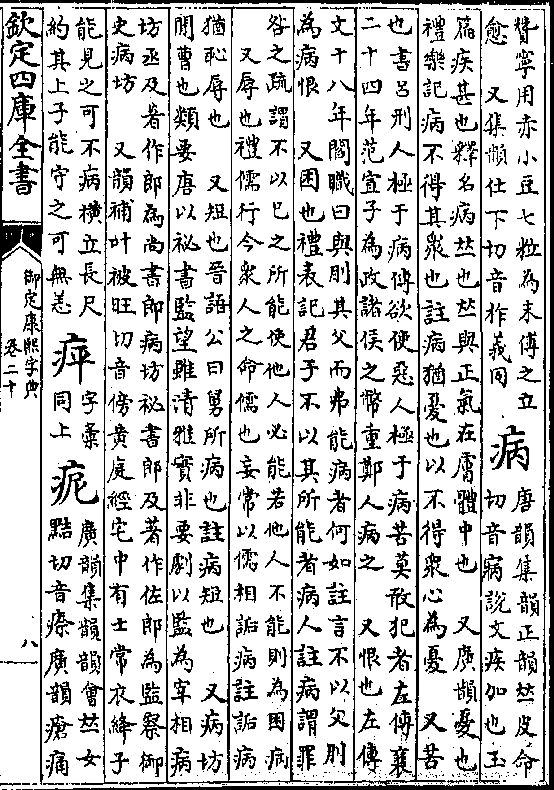 贊寧用赤小豆七粒為末傅之立
愈　又集韻仕下切音柞義同
病
唐韻集韻正韻𠀤皮命
切音𤵸說文疾加也玉
篇疾甚也釋名病𠀤也𠀤與正氣在膚體中也　又廣韻憂也
禮樂記病不得其衆也註病猶憂也以不得衆心為憂　又苦
也書呂刑人極于病傳欲使惡人極于病苦莫敢犯者左傳襄
二十四年范宣子為政諸侯之幣重鄭人病之　又恨也左傳
文十八年閻職曰與刖其父而弗能病者何如註言不以父刖
為病恨　又困也禮表記君子不以其所能者病人註病謂罪
咎之疏謂不以已之所能使他人必能若他人不能則為困病
又辱也禮儒行今衆人之命儒也妄常以儒相詬病註詬病
猶恥辱也　又短也晉語公曰舅所病也註病短也　又病坊
閒曹也類要唐以祕書監望雖清雅實非要劇以監為宰相病
坊丞及著作郎為尚書郎病坊祕書郎及著作佐郎為監察御
史病坊　又韻補叶被旺切音傍黄庭經宅中有士常衣絳子
能見之可不病橫立長尺
約其上子能守之可無恙
𤵸
字彙
同上
疪
廣韻集韻韻會𠀤女
黠切音療廣韻瘡痛
欽定四庫全書
御定康熙字典
卷二十
八